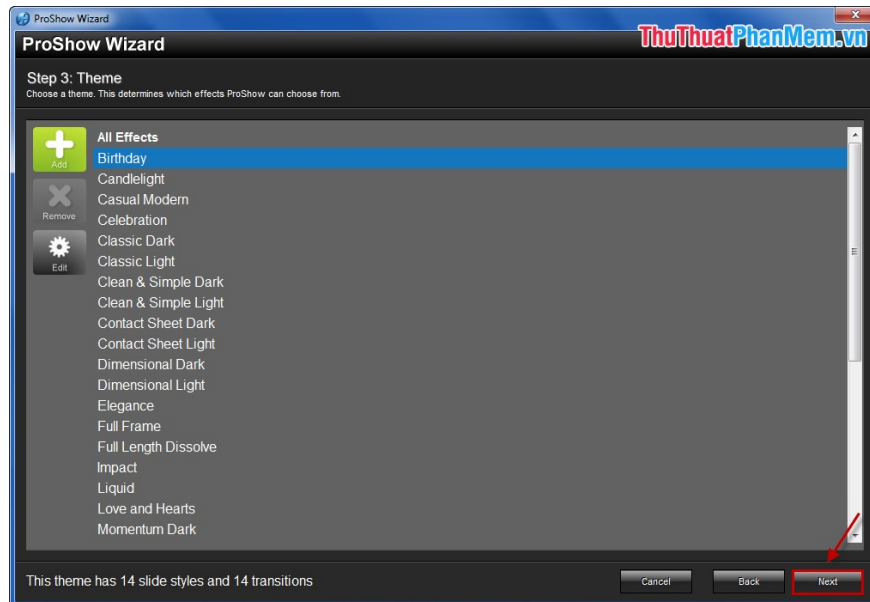 ProShow Wizard
ThuThuatPhanMem.vn
ProShow Wizard
Step 3: Theme
Choose a theme. This determines which effects ProShow can choose from.
Add
Remove
Edit
All Effects
Birthday
Candlelight
Casual Modern
Celebration
Classic Dark
Classic Light
Clean & Simple Dark
Clean & Simple Light
Contact Sheet Dark
Contact Sheet Light
Dimensional Dark
Dimensional Light
Elegance
Full Frame
Full Length Dissolve
Impact
Liquid
Love and Hearts
Momentum Dark
This theme has 14 slide styles and 14 transitions
Cancel
Back
Next